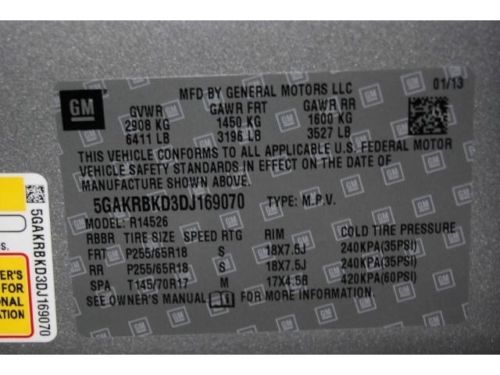 MFD BY GENERAL MOTORS LLC 01/13
GM
GVWR GAWR FRT GAWR RR
2908 KG 1450 KG 1600 KG
6411 LB 3196 LB 3527 LB
THIS VEHICLE CONFORMS TO ALL APPLICABLE U.S. FEDERAL MOTOR
VEHICLE SAFETY STANDARDS IN EFFECT ON THE DATE OF
MANUFACTURE SHOWN ABOVE.
5GAKRBKD3DJ169070 TYPE: M.P.V.
MODEL: R14526
RBBR TIRE SIZE SPEED RTG RIM COLD TIRE PRESSURE
FRT P255/65R18 S 18X7.5J 240KPA(35PSI)
RR P255/65R18 S 18X7.5J 240KPA(35PSI)
SPA T145/70R17 M 17X4.5B 420KPA(60PSI)
SEE OWNER'S MANUAL FOR MORE INFORMATION.
5GAKRBKD3DJ169070
ER'S
FOR
ONAL
TION